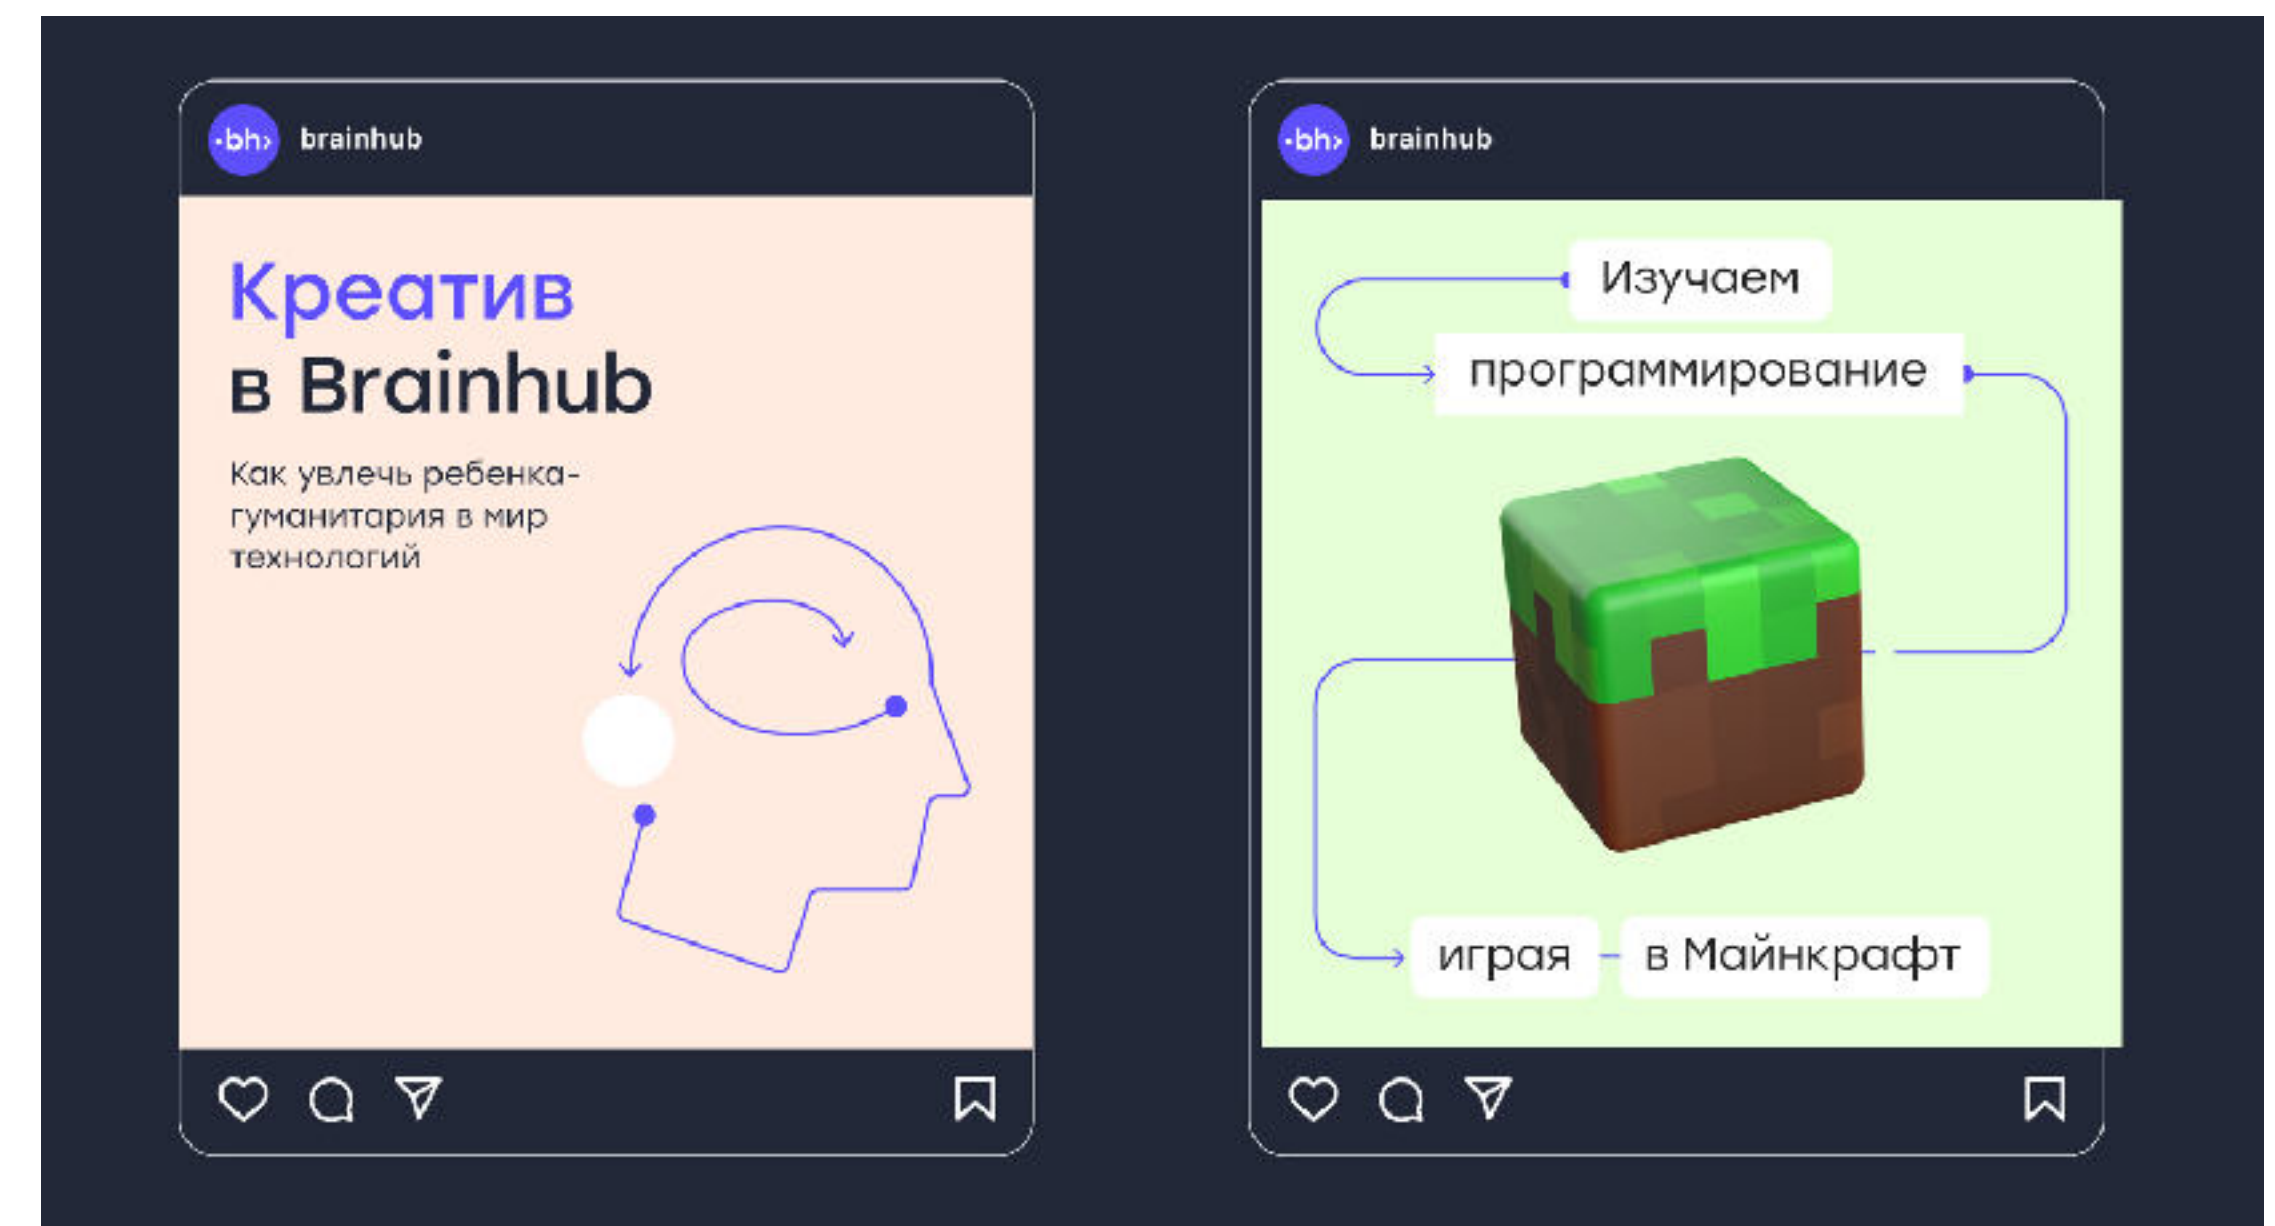 ‹bh› brainhub
Креатив
в Brainhub
Как увлечь ребенка-
гуманитария в мир
технологий
‹bh› brainhub
Изучаем
программирование
играя в Майнкрафт